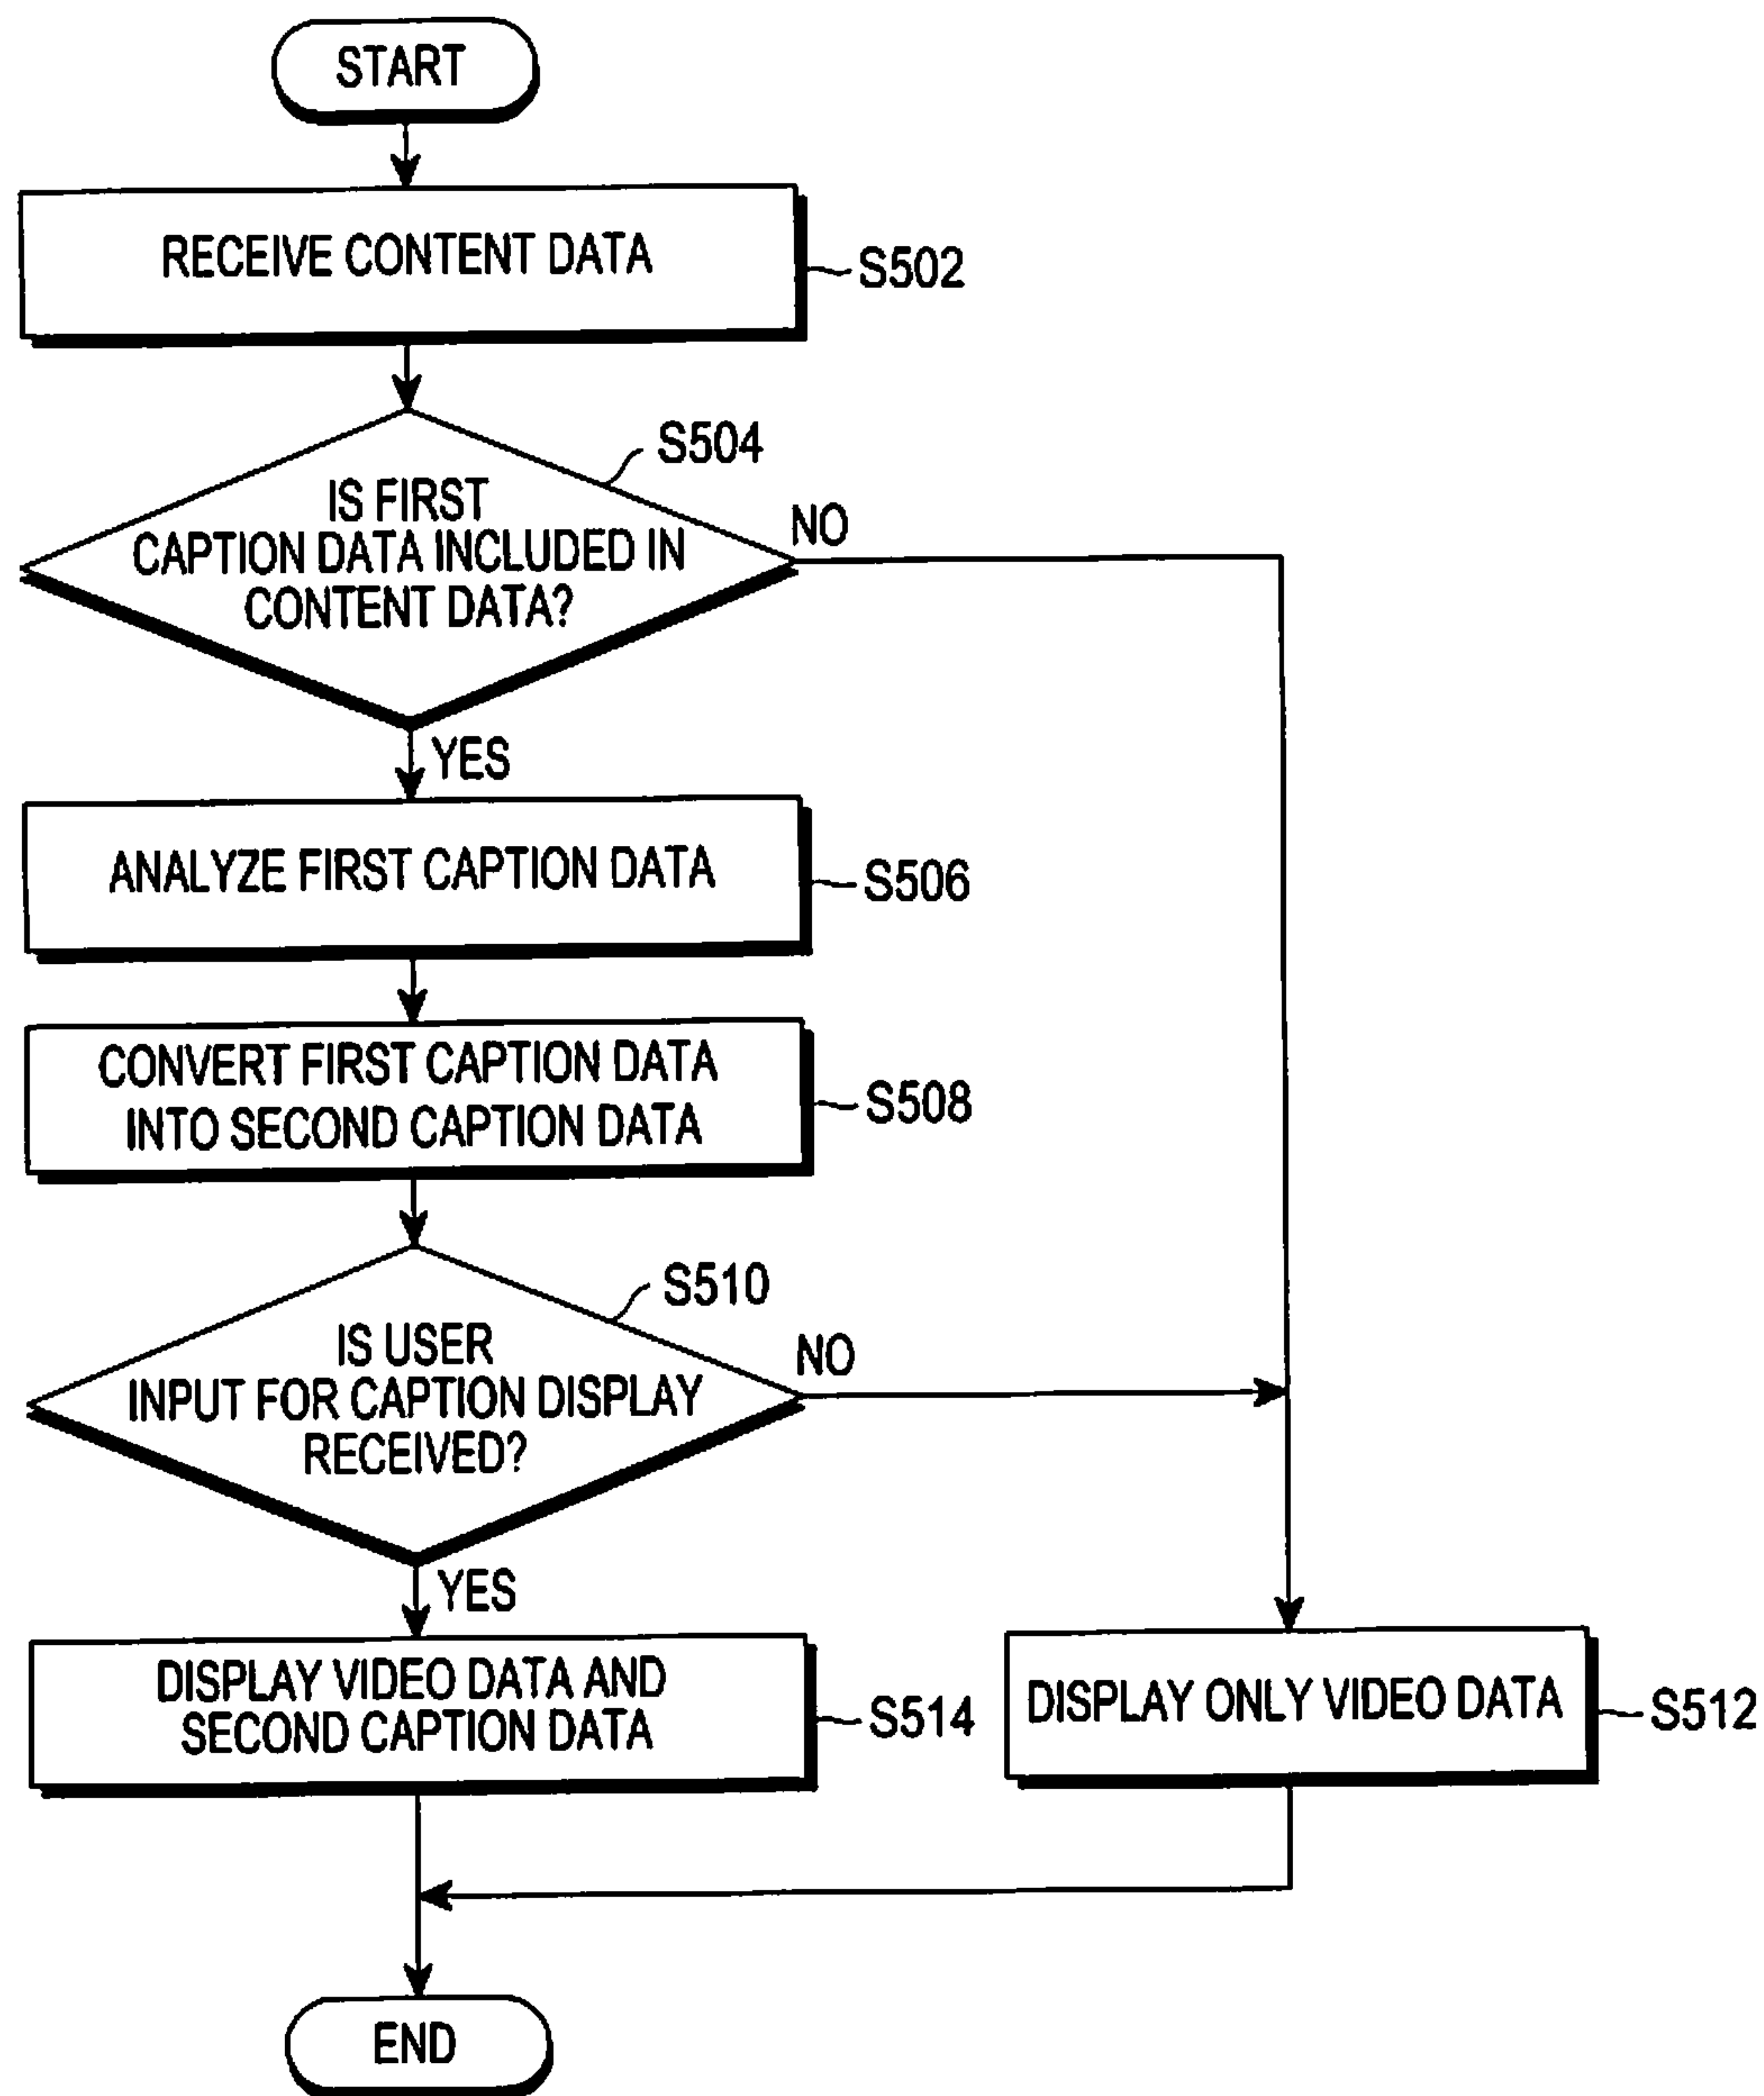 START
RECEIVE CONTENT DATA
S502
S504
IS FIRST
CAPTION DATA INCLUDED IN
CONTENT DATA?
NO
YES
ANALYZE FIRST CAPTION DATA
S506
CONVERT FIRST CAPTION DATA
INTO SECOND CAPTION DATA
S508
S510
IS USER
INPUT FOR CAPTION DISPLAY
RECEIVED?
NO
YES
DISPLAY VIDEO DATA AND
SECOND CAPTION DATA
S514
DISPLAY ONLY VIDEO DATA
S512
END